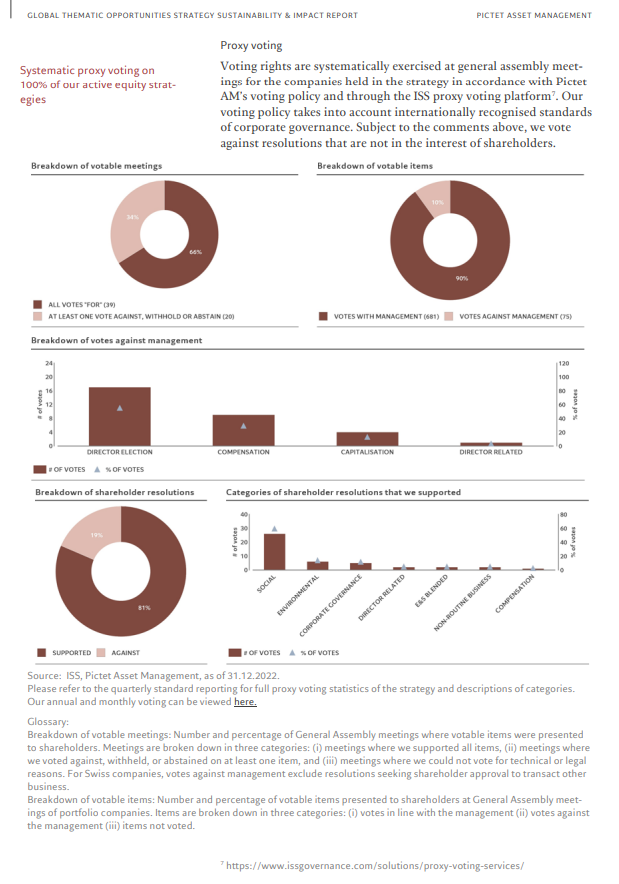 GLOBAL THEMATIC OPPORTUNITIES STRATEGY SUSTAINABILITY & IMPACT REPORT
PICTET ASSET MANAGEMENT
Systematic proxy voting on
100% of our active equity strat-
egies
Proxy voting
Voting rights are systematically exercised at general assembly meet-
ings for the companies held in the strategy in accordance with Pictet
AM's voting policy and through the ISS proxy voting platform⁷. Our
voting policy takes into account internationally recognised standards
of corporate governance. Subject to the comments above, we vote
against resolutions that are not in the interest of shareholders.
Breakdown of votable meetings
34%
66%
ALL VOTES "FOR" (39)
AT LEAST ONE VOTE AGAINST, WITHHOLD OR ABSTAIN (20)
Breakdown of votable items
10%
90%
VOTES WITH MANAGEMENT (681) VOTES AGAINST MANAGEMENT (75)
Breakdown of votes against management
# of votes
24
20
16
12
8
4
0
120
100
80
60
40
20
0
% of votes
DIRECTOR ELECTION COMPENSATION CAPITALISATION DIRECTOR RELATED
# OF VOTES % OF VOTES
Breakdown of shareholder resolutions
19%
81%
SUPPORTED AGAINST
Categories of shareholder resolutions that we supported
# of votes
40
30
20
10
0
80
60
40
20
0
% of votes
SOCIAL
ENVIRONMENTAL
CORPORATE GOVERNANCE
DIRECTOR RELATED
E&S BLENDED
NON-ROUTINE BUSINESS
COMPENSATION
# OF VOTES % OF VOTES
Source: ISS, Pictet Asset Management, as of 31.12.2022.
Please refer to the quarterly standard reporting for full proxy voting statistics of the strategy and descriptions of categories.
Our annual and monthly voting can be viewed here.
Glossary:
Breakdown of votable meetings: Number and percentage of General Assembly meetings where votable items were presented
to shareholders. Meetings are broken down in three categories: (i) meetings where we supported all items, (ii) meetings where
we voted against, withheld, or abstained on at least one item, and (iii) meetings where we could not vote for technical or legal
reasons. For Swiss companies, votes against management exclude resolutions seeking shareholder approval to transact other
business.
Breakdown of votable items: Number and percentage of votable items presented to shareholders at General Assembly meet-
ings of portfolio companies. Items are broken down in three categories: (i) votes in line with the management (ii) votes against
the management (iii) items not voted.
⁷ https://www.issgovernance.com/solutions/proxy-voting-services/